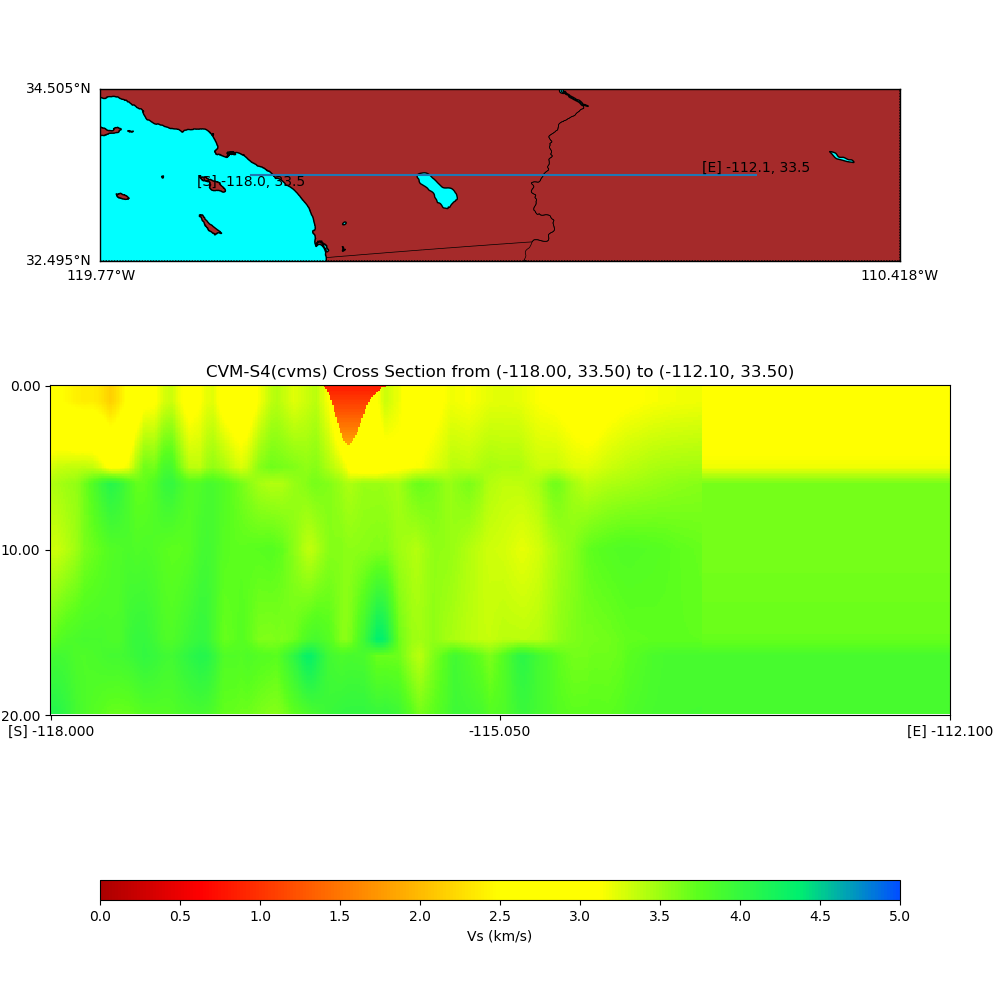 34.505°N
[E] -112.1, 33.5
[S] -118.0, 33.5
32.495°N
119.77°W
110.418°W
CVM-S4(cvms) Cross Section from (-118.00, 33.50) to (-112.10, 33.50)
0.00
10.00
20.00
[S] -118.000
-115.050
[E] -112.100
0.0 0.5 1.0 1.5 2.0 2.5 3.0 3.5 4.0 4.5 5.0
Vs (km/s)